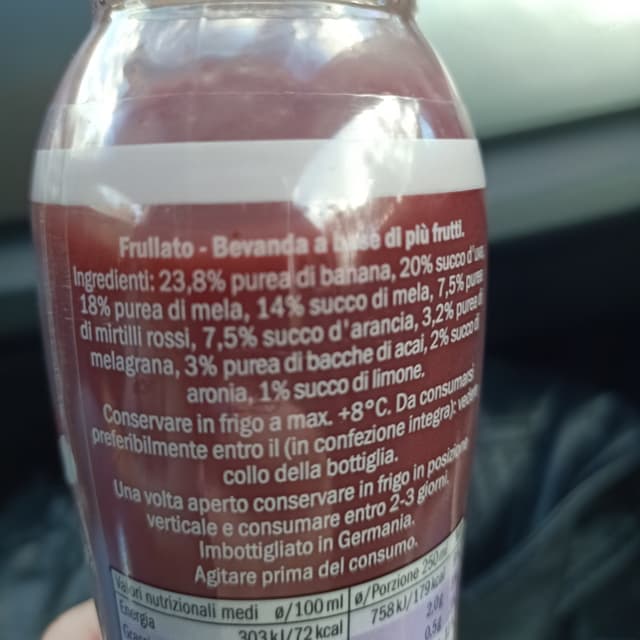 Frullato - Bevanda a base di più frutti.
Ingredienti: 23,8% purea di banana, 20% succo d'uva,
18% purea di mela, 14% succo di mela, 7,5% purea
di mirtilli rossi, 7,5% succo d'arancia, 3,2% purea di
melagrana, 3% purea di bacche di acai, 2% succo di
aronia, 1% succo di limone.
Conservare in frigo a max. +8°C. Da consumarsi
preferibilmente entro il (in confezione integra): vedere
collo della bottiglia.
Una volta aperto conservare in frigo in posizione
verticale e consumare entro 2-3 giorni.
Imbottigliato in Germania.
Agitare prima del consumo.
Valori nutrizionali medi ø/100 ml ø/Porzione 250 ml
Energia 303 kJ/72 kcal 758 kJ/179 kcal
Grassi 2,0g
0,5g